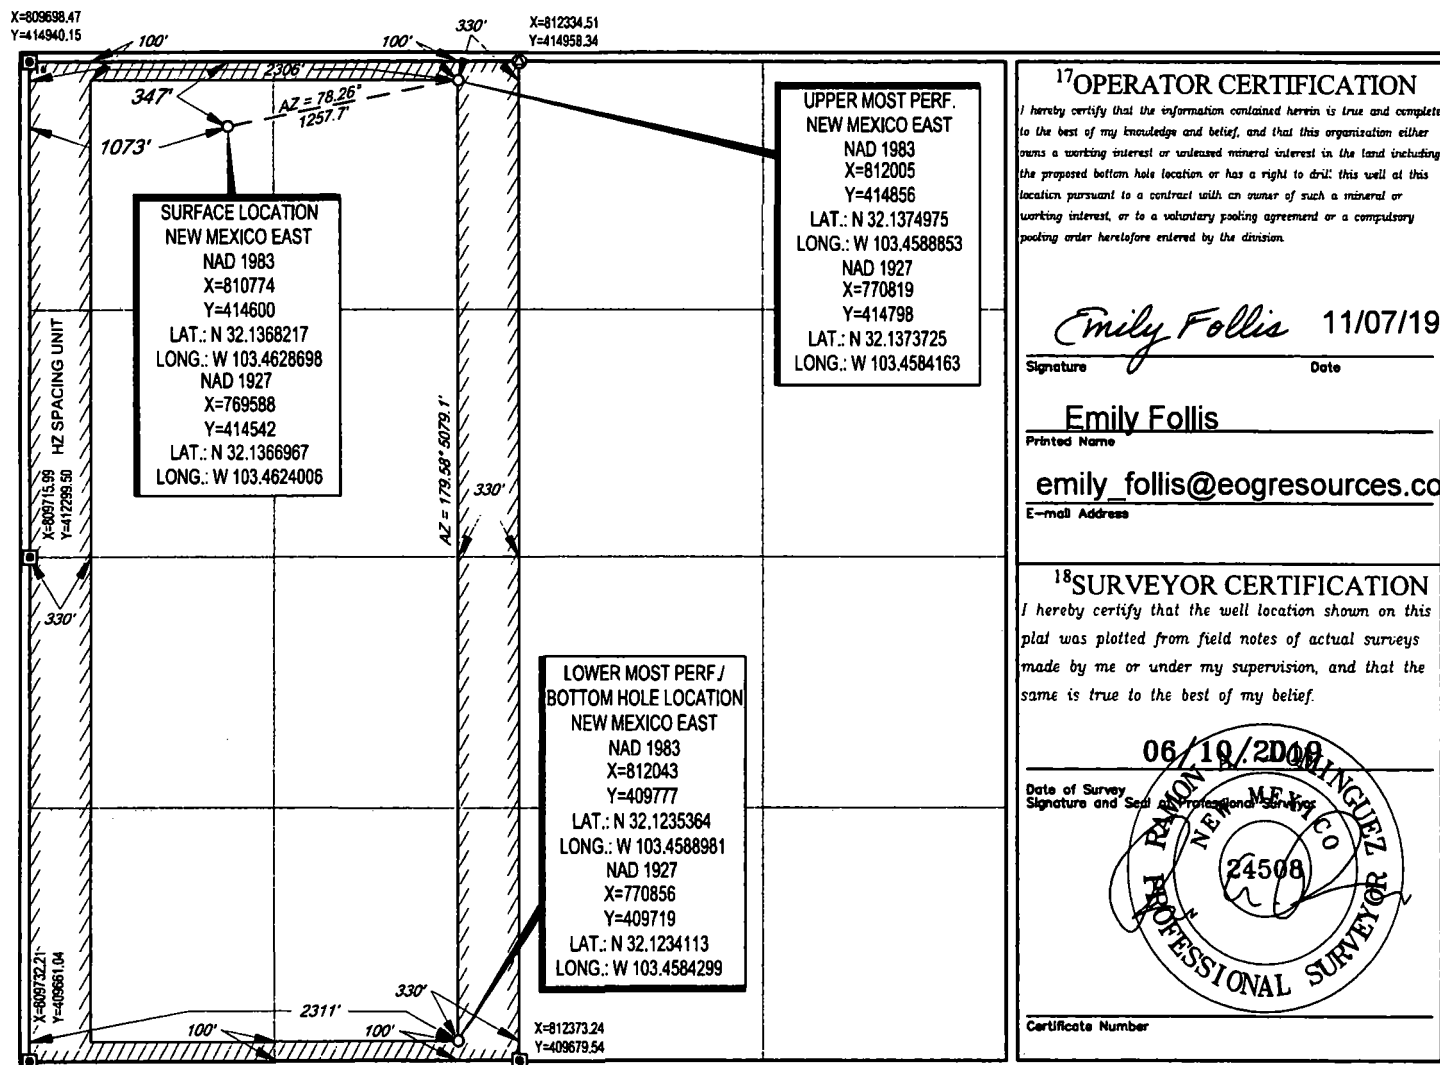 X=809698.47
Y=414940.15
X=812334.51
Y=414958.34
100'
100'
330'
2306'
347'
AZ = 78.26°
1257.7'
1073'
SURFACE LOCATION
NEW MEXICO EAST
NAD 1983
X=810774
Y=414600
LAT.: N 32.1368217
LONG.: W 103.4628698
NAD 1927
X=769588
Y=414542
LAT.: N 32.1366967
LONG.: W 103.4624006
UPPER MOST PERF.
NEW MEXICO EAST
NAD 1983
X=812005
Y=414856
LAT.: N 32.1374975
LONG.: W 103.4588853
NAD 1927
X=770819
Y=414798
LAT.: N 32.1373725
LONG.: W 103.4584163
HZ SPACING UNIT
X=809715.99
Y=412299.50
AZ = 179.58° 5079.1'
330'
330'
LOWER MOST PERF./
BOTTOM HOLE LOCATION
NEW MEXICO EAST
NAD 1983
X=812043
Y=409777
LAT.: N 32.1235364
LONG.: W 103.4588981
NAD 1927
X=770856
Y=409719
LAT.: N 32.1234113
LONG.: W 103.4584299
X=809732.21
Y=409661.04
2311'
330'
100'
100'
X=812373.24
Y=409679.54
17 OPERATOR CERTIFICATION
I hereby certify that the information contained herein is true and complete
to the best of my knowledge and belief, and that this organization either
owns a working interest or unleased mineral interest in the land including
the proposed bottom hole location or has a right to drill this well at this
location pursuant to a contract with an owner of such a mineral or
working interest, or to a voluntary pooling agreement or a compulsory
pooling order heretofore entered by the division.
Emily Follis 11/07/19
Signature Date
Emily Follis
Printed Name
emily_follis@eogresources.co
E-mail Address
18 SURVEYOR CERTIFICATION
I hereby certify that the well location shown on this
plat was plotted from field notes of actual surveys
made by me or under my supervision, and that the
same is true to the best of my belief.
06/10/2019
Date of Survey
Signature and Seal of Professional Surveyor
RAMON A. DOMINGUEZ
NEW MEXICO
24508
PROFESSIONAL SURVEYOR
Certificate Number